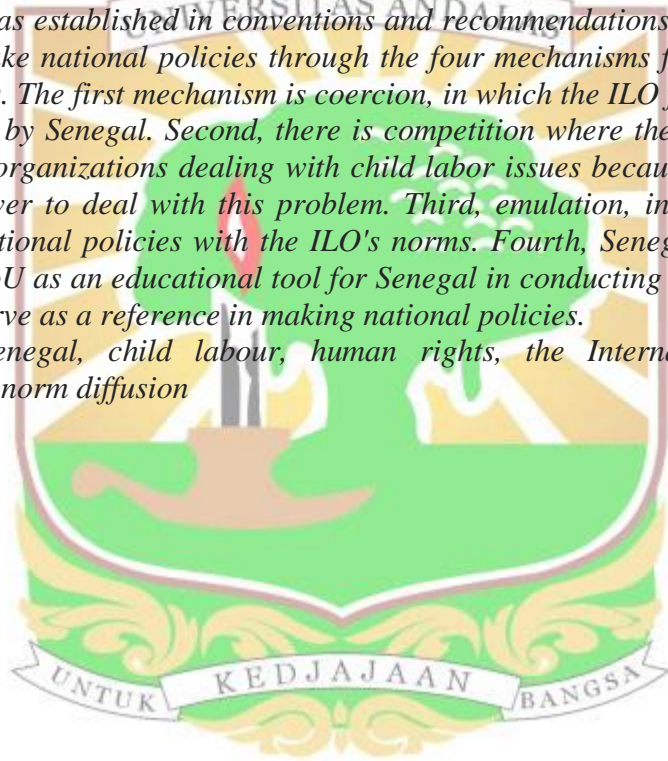 as established in conventions and recommendations
UNIVERSITAS ANDALAS
ke national policies through the four mechanisms f
. The first mechanism is coercion, in which the ILO
by Senegal. Second, there is competition where the
organizations dealing with child labor issues becau
ver to deal with this problem. Third, emulation, in
tional policies with the ILO's norms. Fourth, Seneg
oU as an educational tool for Senegal in conducting
rve as a reference in making national policies.
enegal, child labour, human rights, the Interna
norm diffusion
UNTUK KEDJAJAAN BANGSA